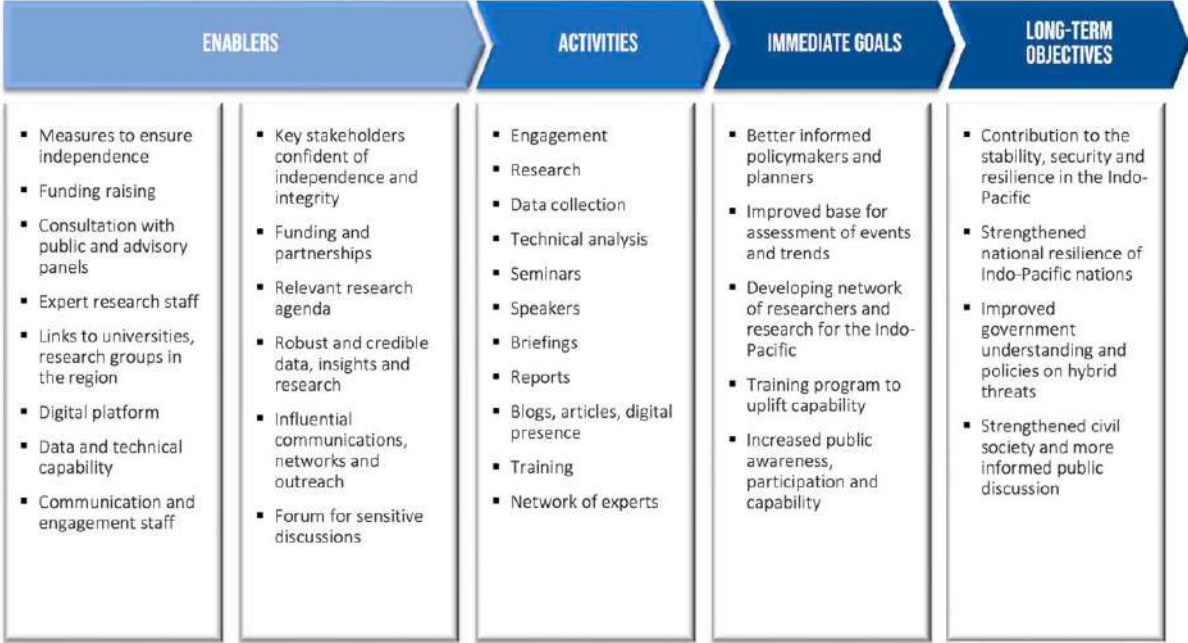 ENABLERS
ACTIVITIES
IMMEDIATE GOALS
LONG-TERM
OBJECTIVES
▪ Measures to ensure
independence
▪ Funding raising
▪ Consultation with
public and advisory
panels
▪ Expert research staff
▪ Links to universities,
research groups in
the region
▪ Digital platform
▪ Data and technical
capability
▪ Communication and
engagement staff
▪ Key stakeholders
confident of
independence and
integrity
▪ Funding and
partnerships
▪ Relevant research
agenda
▪ Robust and credible
data, insights and
research
▪ Influential
communications,
networks and
outreach
▪ Forum for sensitive
discussions
▪ Engagement
▪ Research
▪ Data collection
▪ Technical analysis
▪ Seminars
▪ Speakers
▪ Briefings
▪ Reports
▪ Blogs, articles, digital
presence
▪ Training
▪ Network of experts
▪ Better informed
policymakers and
planners
▪ Improved base for
assessment of events
and trends
▪ Developing network
of researchers and
research for the Indo-
Pacific
▪ Training program to
uplift capability
▪ Increased public
awareness,
participation and
capability
▪ Contribution to the
stability, security and
resilience in the Indo-
Pacific
▪ Strengthened
national resilience of
Indo-Pacific nations
▪ Improved
government
understanding and
policies on hybrid
threats
▪ Strengthened civil
society and more
informed public
discussion